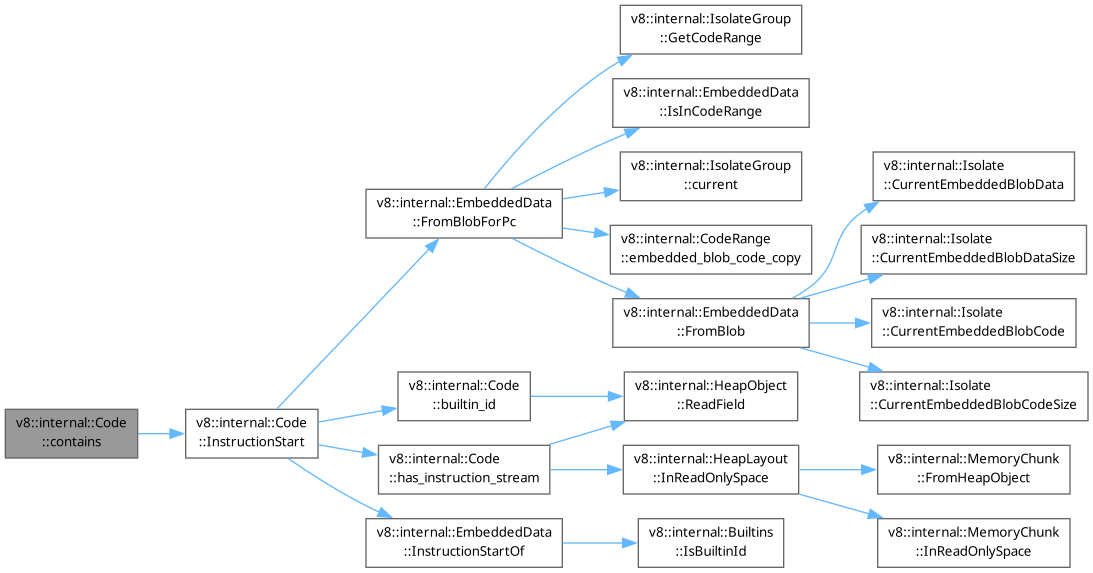 v8::internal::Code
::contains
v8::internal::Code
::InstructionStart
v8::internal::EmbeddedData
::FromBlobForPc
v8::internal::IsolateGroup
::GetCodeRange
v8::internal::EmbeddedData
::IsInCodeRange
v8::internal::IsolateGroup
::current
v8::internal::CodeRange
::embedded_blob_code_copy
v8::internal::EmbeddedData
::FromBlob
v8::internal::Isolate
::CurrentEmbeddedBlobData
v8::internal::Isolate
::CurrentEmbeddedBlobDataSize
v8::internal::Isolate
::CurrentEmbeddedBlobCode
v8::internal::Isolate
::CurrentEmbeddedBlobCodeSize
v8::internal::Code
::builtin_id
v8::internal::HeapObject
::ReadField
v8::internal::Code
::has_instruction_stream
v8::internal::HeapLayout
::InReadOnlySpace
v8::internal::MemoryChunk
::FromHeapObject
v8::internal::MemoryChunk
::InReadOnlySpace
v8::internal::EmbeddedData
::InstructionStartOf
v8::internal::Builtins
::IsBuiltinId